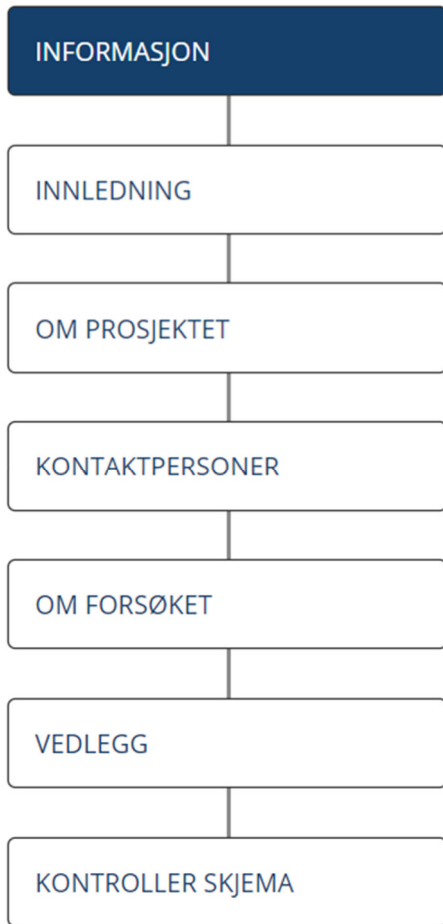 INFORMASJON
INNLEDNING
OM PROSJEKTET
KONTAKTPERSONER
OM FORSØKET
VEDLEGG
KONTROLLER SKJEMA